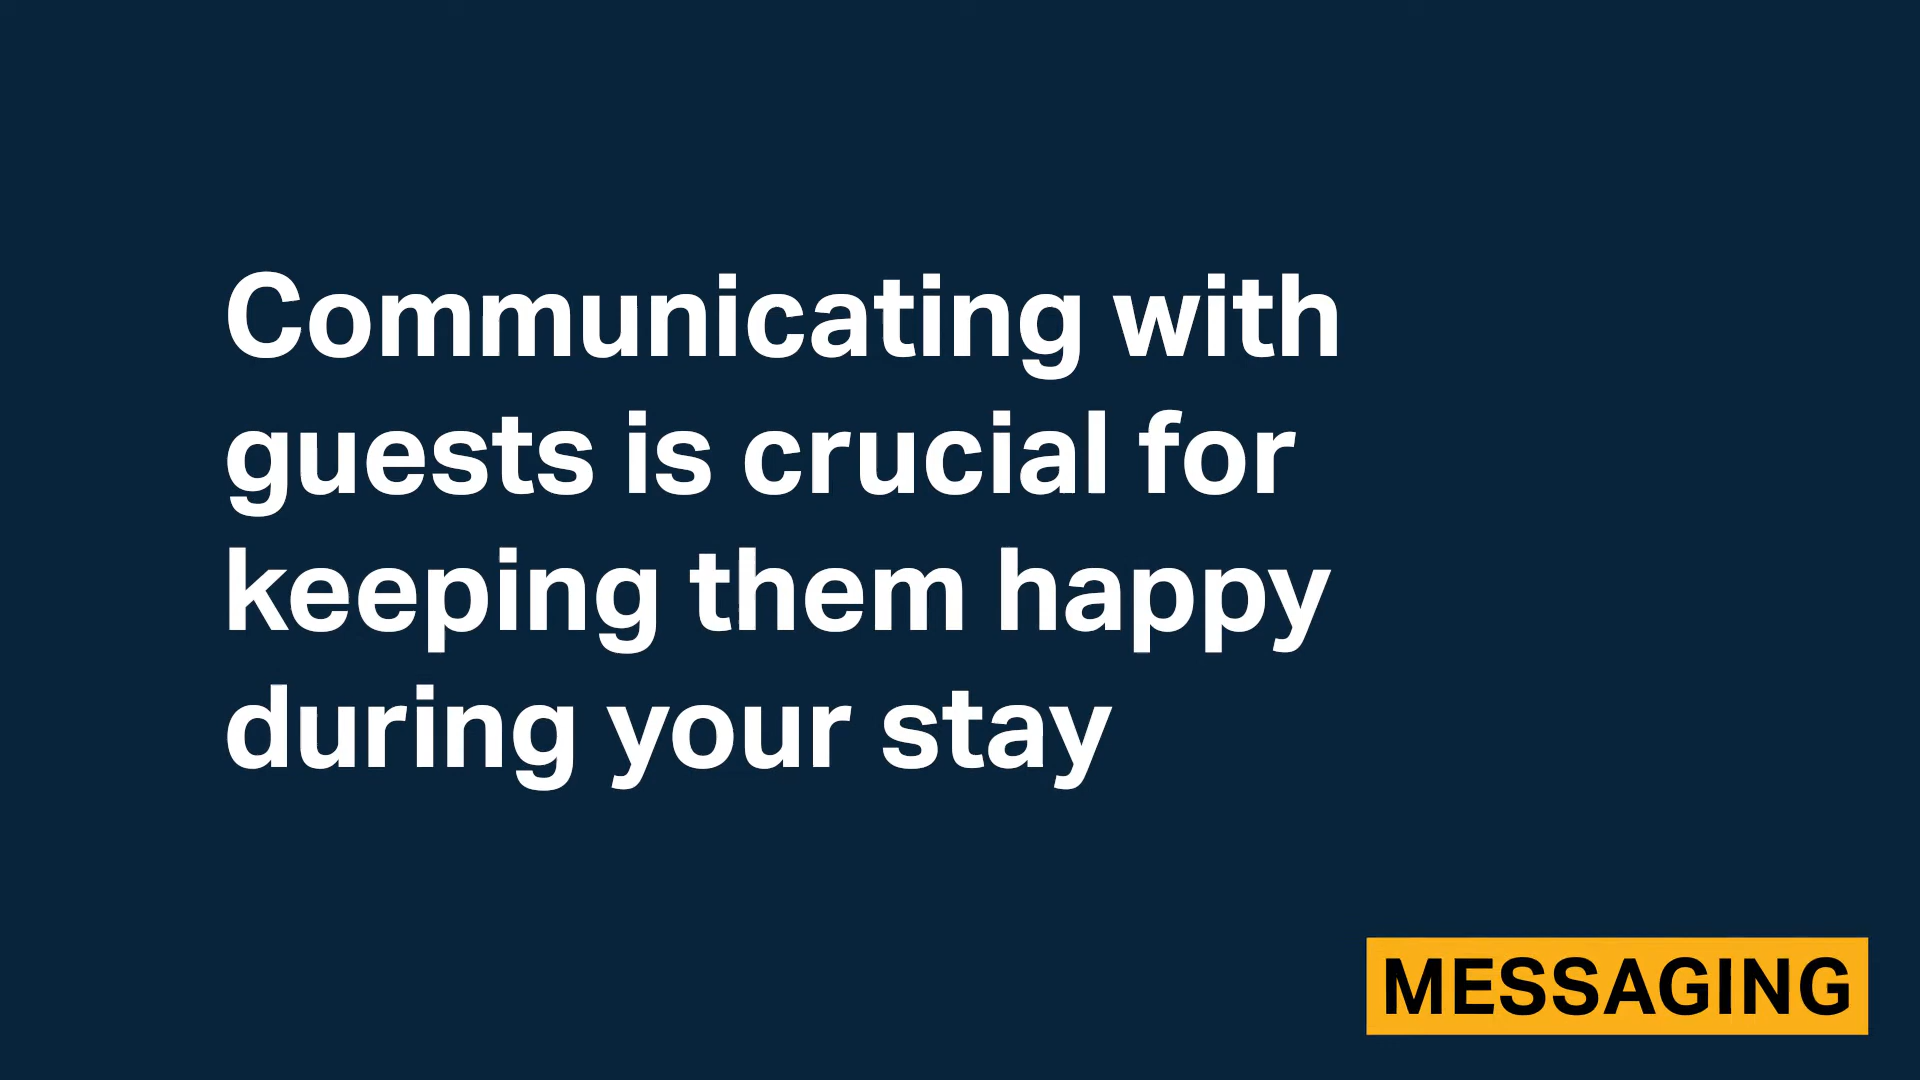 Communicating with
guests is crucial for
keeping them happy
during your stay
MESSAGING